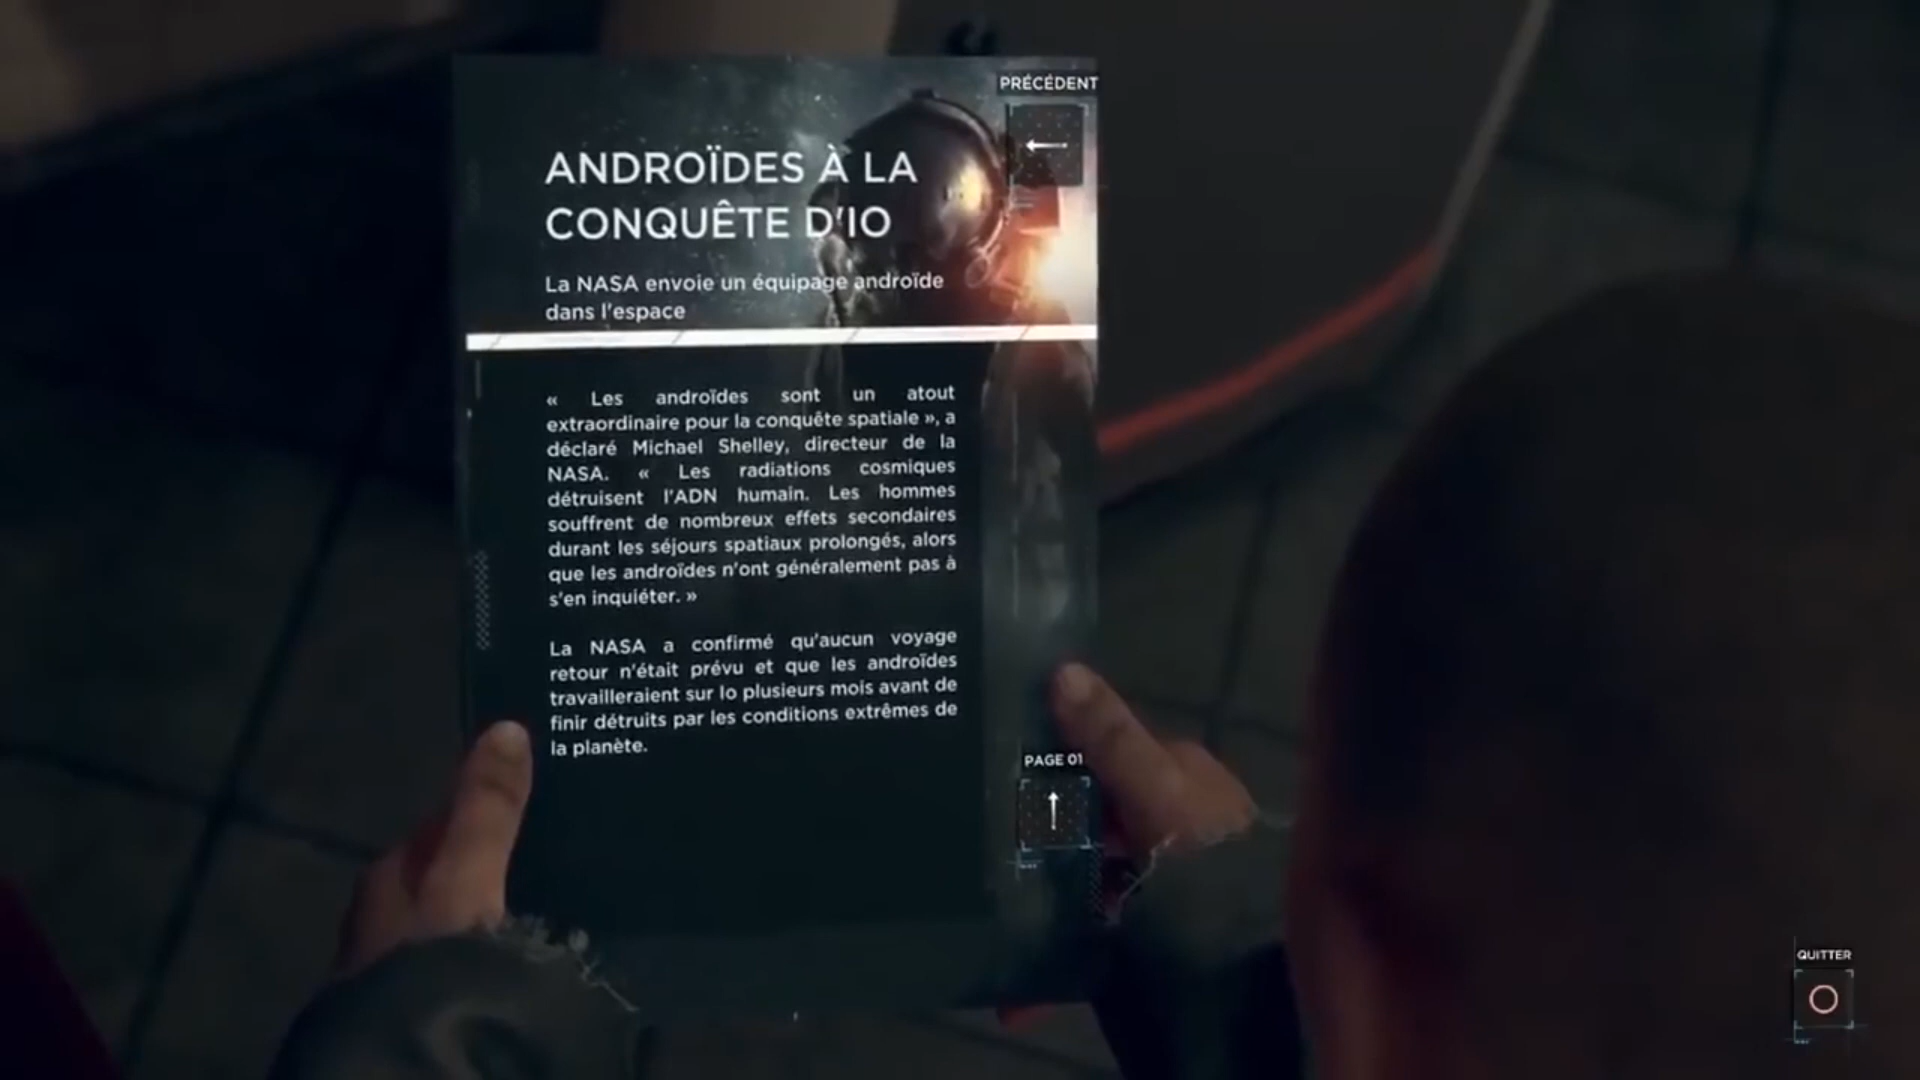 PRÉCÉDENT
ANDROÏDES À LA
CONQUÊTE D'IO
La NASA envoie un équipage androïde
dans l'espace
« Les androïdes sont un atout
extraordinaire pour la conquête spatiale », a
déclaré Michael Shelley, directeur de la
NASA. « Les radiations cosmiques
détruisent l'ADN humain. Les hommes
souffrent de nombreux effets secondaires
durant les séjours spatiaux prolongés, alors
que les androïdes n'ont généralement pas à
s'en inquiéter. »
La NASA a confirmé qu'aucun voyage
retour n'était prévu et que les androïdes
travailleraient sur Io plusieurs mois avant de
finir détruits par les conditions extrêmes de
la planète.
PAGE 01
QUITTER